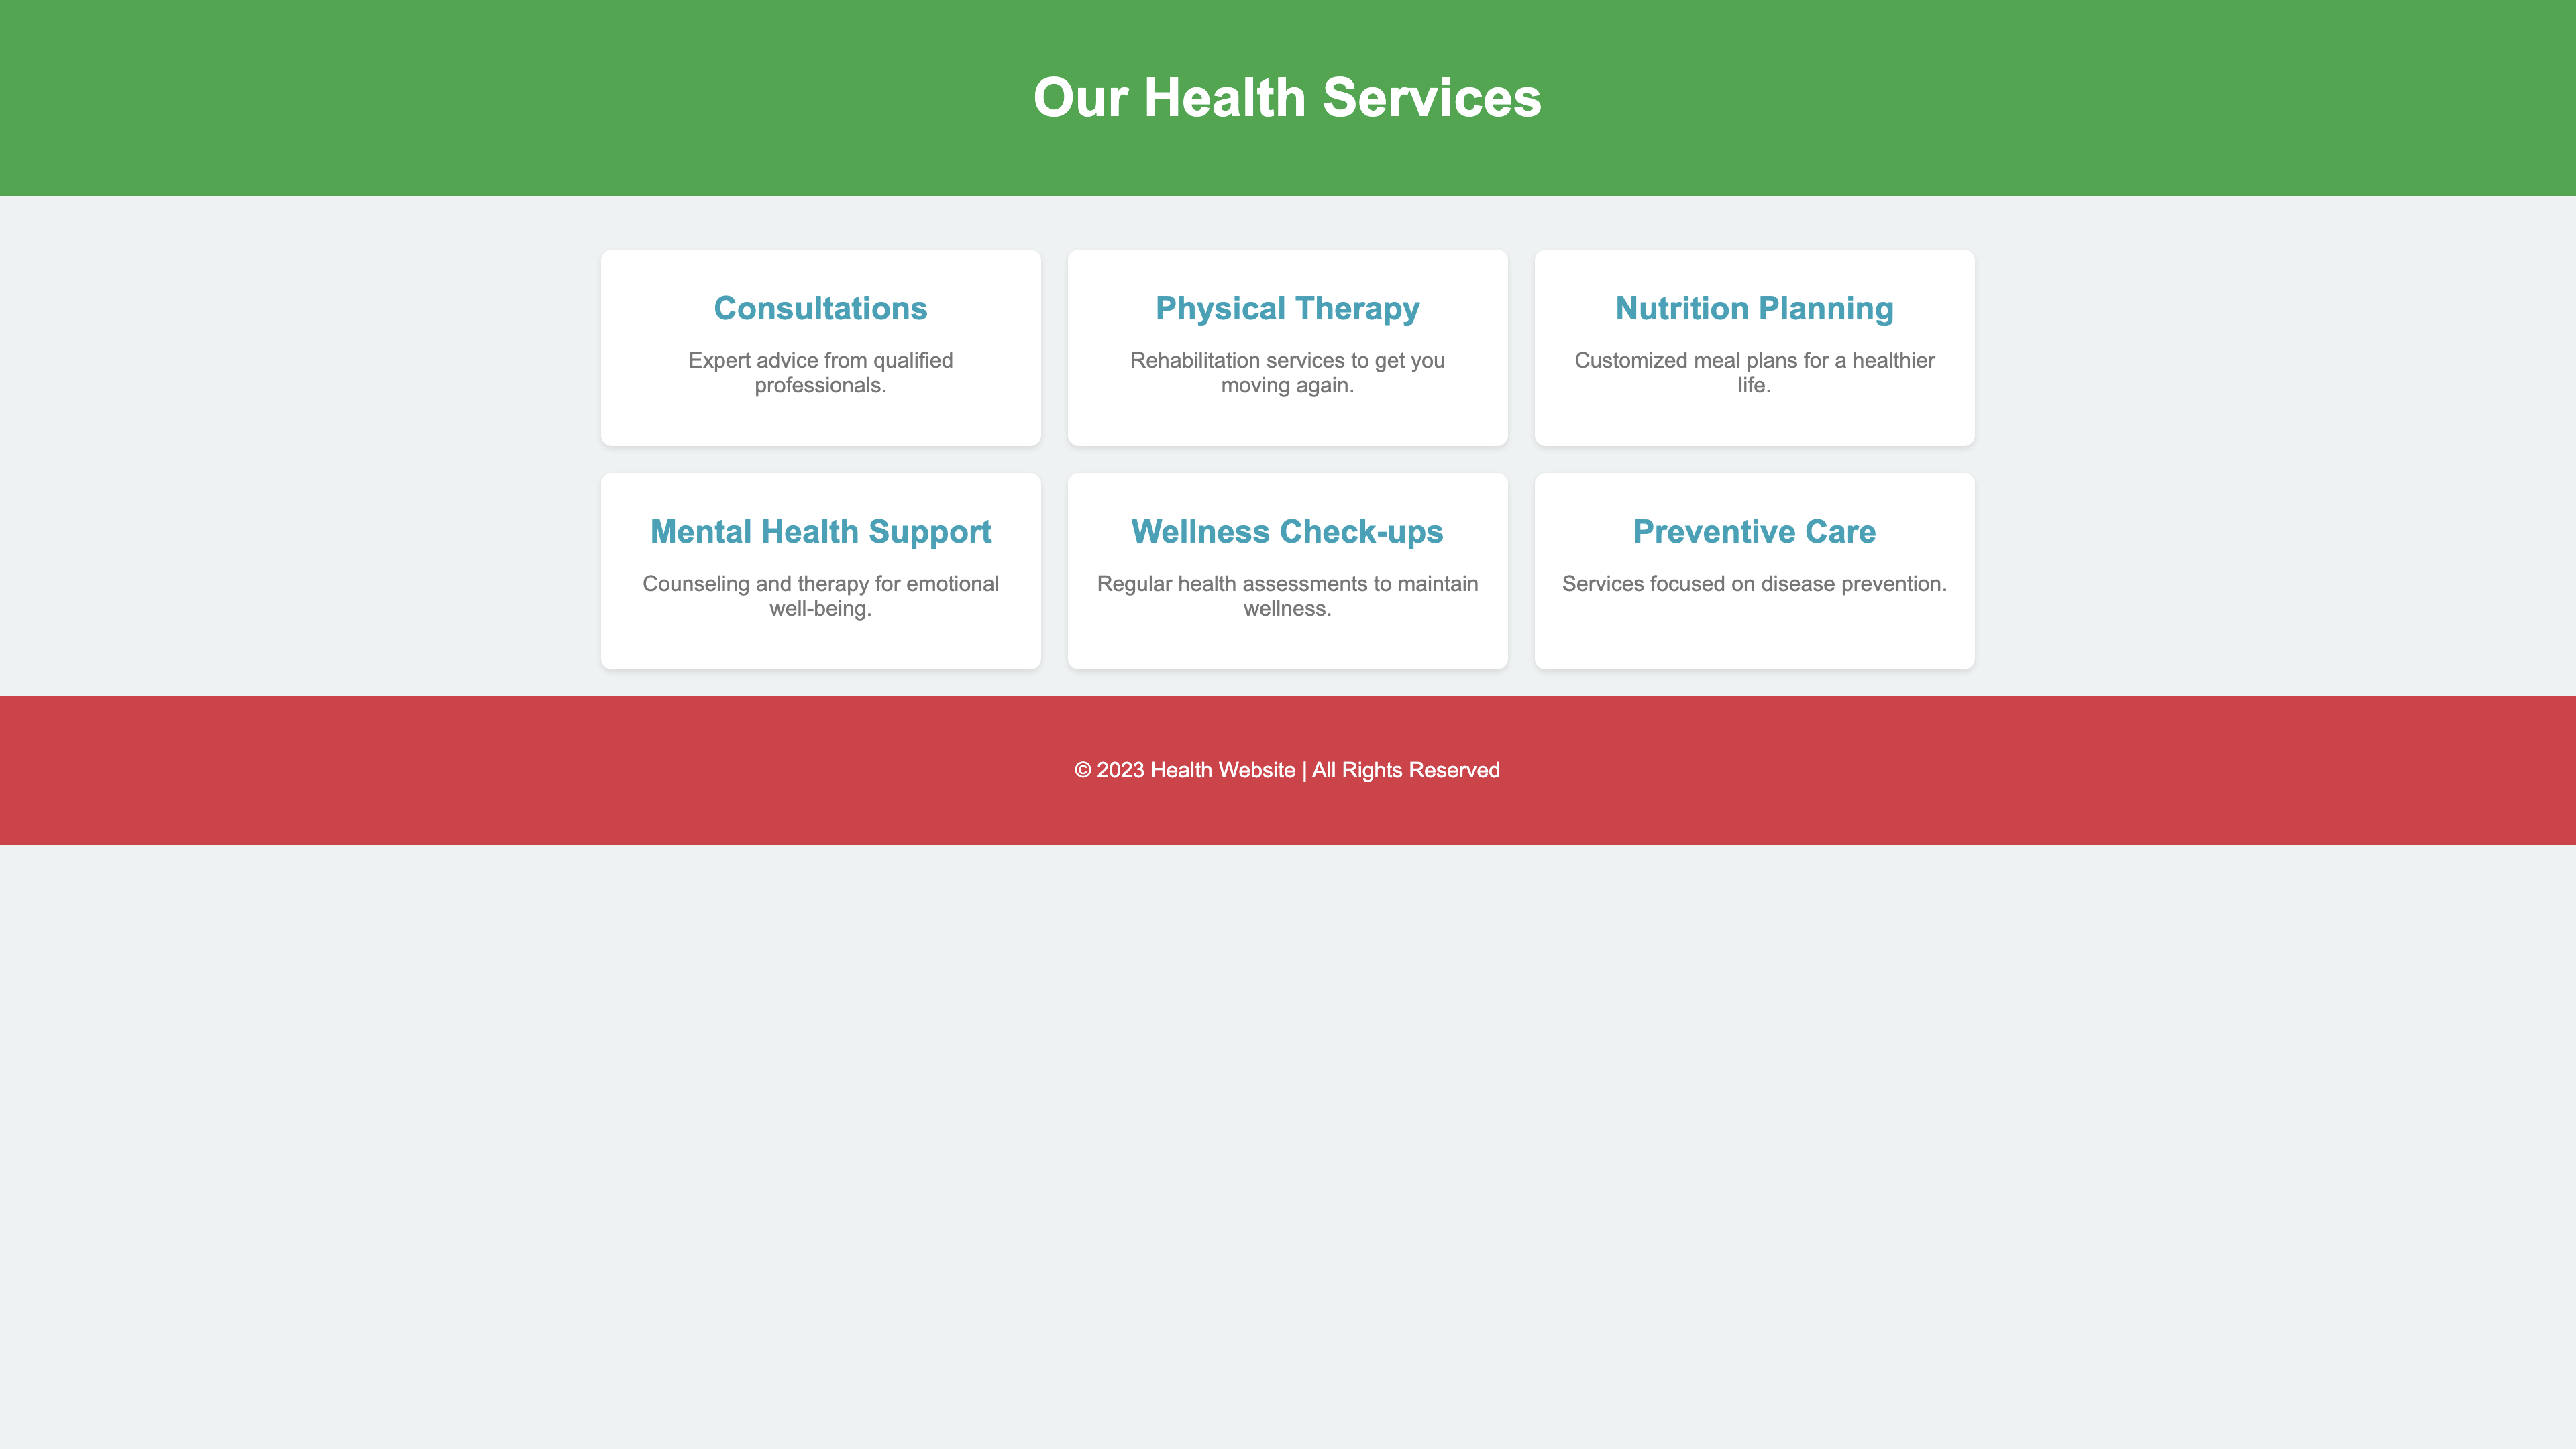 Our Health Services
Consultations
Expert advice from qualified
professionals.
Physical Therapy
Rehabilitation services to get you
moving again.
Nutrition Planning
Customized meal plans for a healthier
life.
Mental Health Support
Counseling and therapy for emotional
well-being.
Wellness Check-ups
Regular health assessments to maintain
wellness.
Preventive Care
Services focused on disease prevention.
© 2023 Health Website | All Rights Reserved